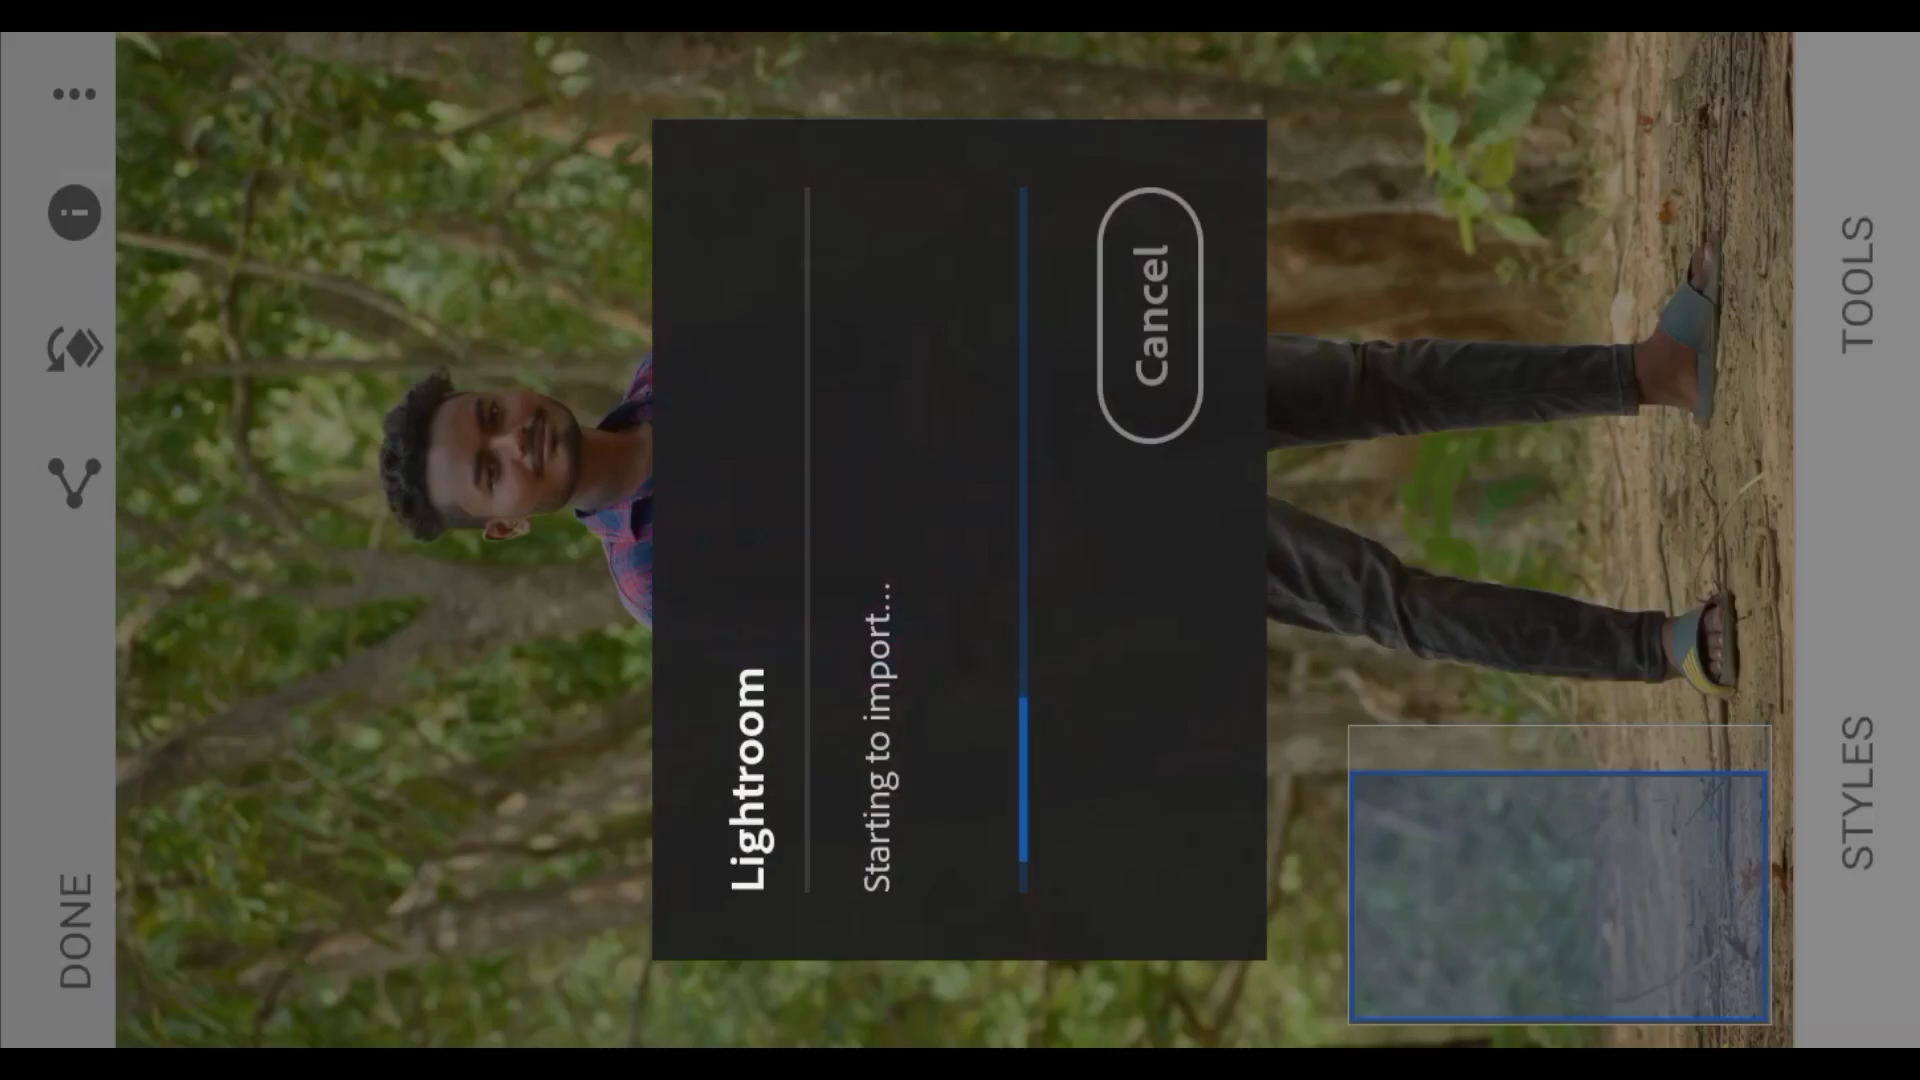 DONE
Lightroom
Starting to import...
Cancel
STYLES
TOOLS